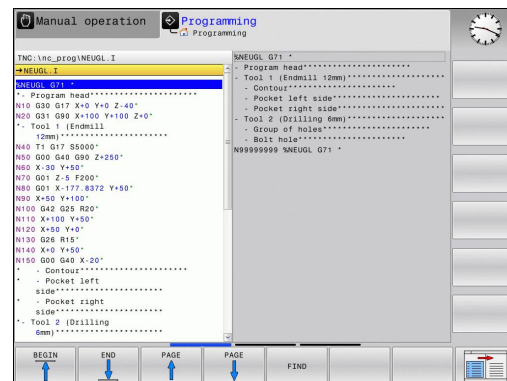 Manual operation
Programming
Programming
TNC:\nc_prog\NEUGL.I
→NEUGL.I
%NEUGL G71 *
*- Program head*********************
N10 G30 G17 X+0 Y+0 Z-40*
N20 G31 G90 X+100 Y+100 Z+0*
*- Tool 1 (Endmill
12mm)*********************
N40 T1 G17 S5000*
N50 G00 G40 G90 Z+250*
N60 X-30 Y+50*
N70 G01 Z-5 F200*
N80 G01 X-177.8372 Y+50*
N90 X+50 Y+100*
N100 G42 G25 R20*
N110 X+100 Y+50*
N120 X+50 Y+0*
N130 G26 R15*
N140 X+0 Y+50*
N150 G00 G40 X-20*
* - Contour*********************
* - Pocket left
side*********************
* - Pocket right
side*********************
*- Tool 2 (Drilling
6mm)*********************
%NEUGL G71 *
- Program head*********************
- Tool 1 (Endmill 12mm)*********************
- Contour*********************
- Pocket left side*********************
- Pocket right side*********************
- Tool 2 (Drilling 6mm)*********************
- Group of holes*********************
- Bolt hole*********************
N99999999 %NEUGL G71 *
BEGIN
END
PAGE
PAGE
FIND